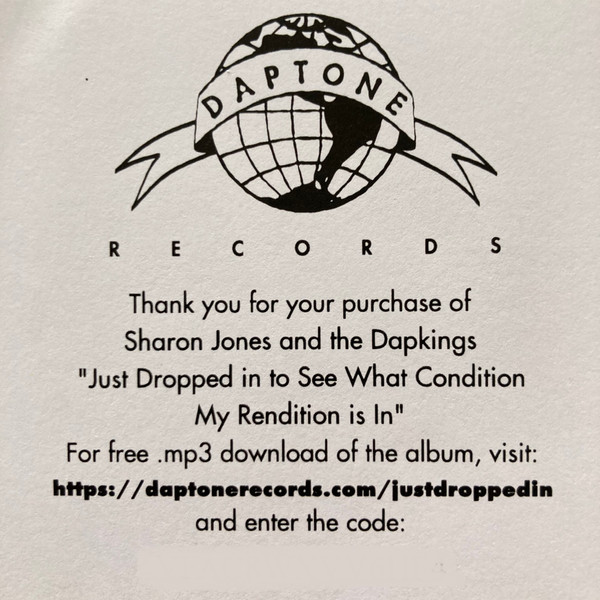 DAPTONE
RECORDS
Thank you for your purchase of
Sharon Jones and the Dapkings
"Just Dropped in to See What Condition
My Rendition is In"
For free .mp3 download of the album, visit:
https://daptonerecords.com/justdroppedin
and enter the code: